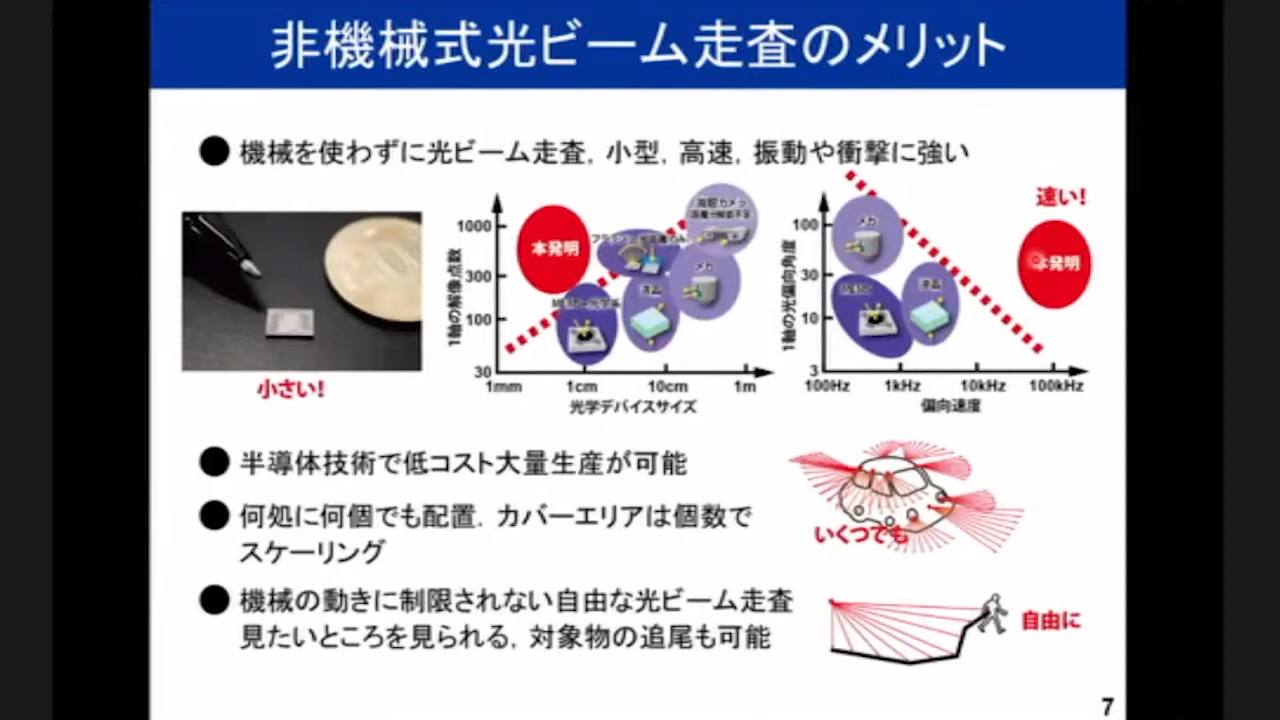 非機械式光ビーム走査のメリット
● 機械を使わずに光ビーム走査，小型，高速，振動や衝撃に強い
小さい！
1軸の解像点数
1000
300
100
30
1mm 1cm 10cm 1m
光学デバイスサイズ
本発明
メカ
液晶
速い！
1軸の光偏向角度
100
30
10
3
100Hz 1kHz 10kHz 100kHz
偏向速度
メカ
MEMS
液晶
本発明
● 半導体技術で低コスト大量生産が可能
● 何処に何個でも配置．カバーエリアは個数で
スケーリング
いくつでも
● 機械の動きに制限されない自由な光ビーム走査
見たいところを見られる，対象物の追尾も可能
自由に
7